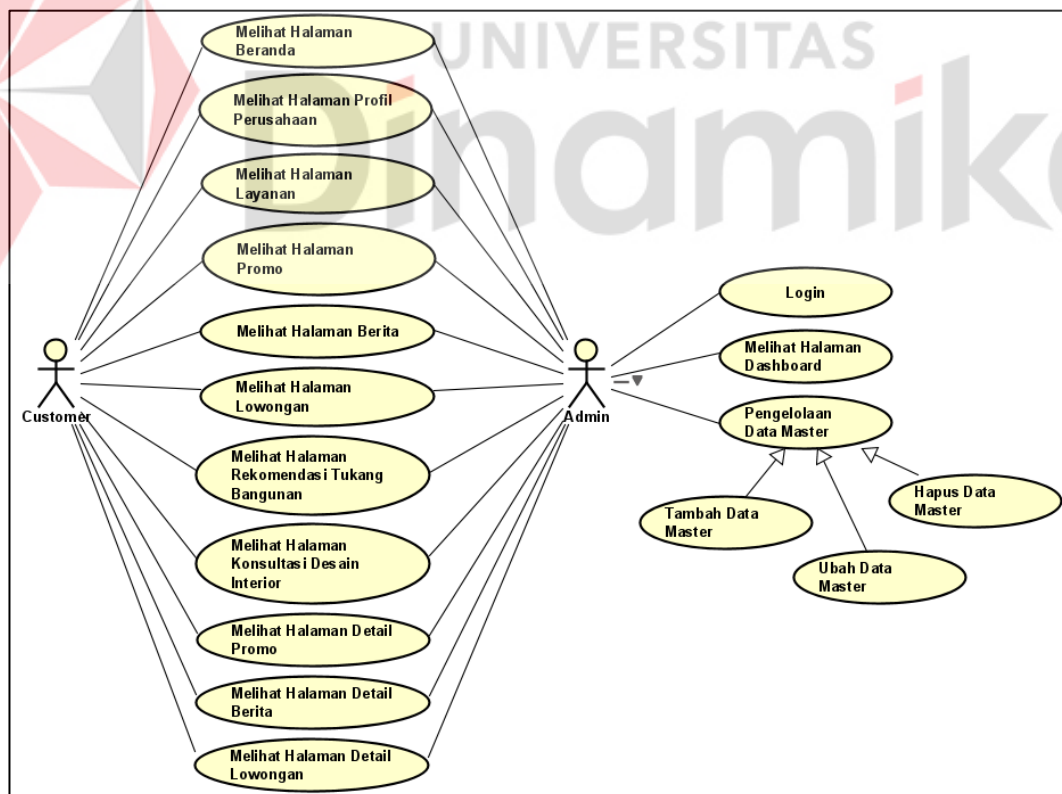 UNIVERSITAS
Dinamika
Melihat Halaman
Beranda
Melihat Halaman Profil
Perusahaan
Melihat Halaman
Layanan
Melihat Halaman
Promo
Melihat Halaman Berita
Melihat Halaman
Lowongan
Melihat Halaman
Rekomendasi Tukang
Bangunan
Melihat Halaman
Konsultasi Desain
Interior
Melihat Halaman Detail
Promo
Melihat Halaman Detail
Berita
Melihat Halaman Detail
Lowongan
Customer
Admin
Login
Melihat Halaman
Dashboard
Pengelolaan
Data Master
Tambah Data
Master
Ubah Data
Master
Hapus Data
Master